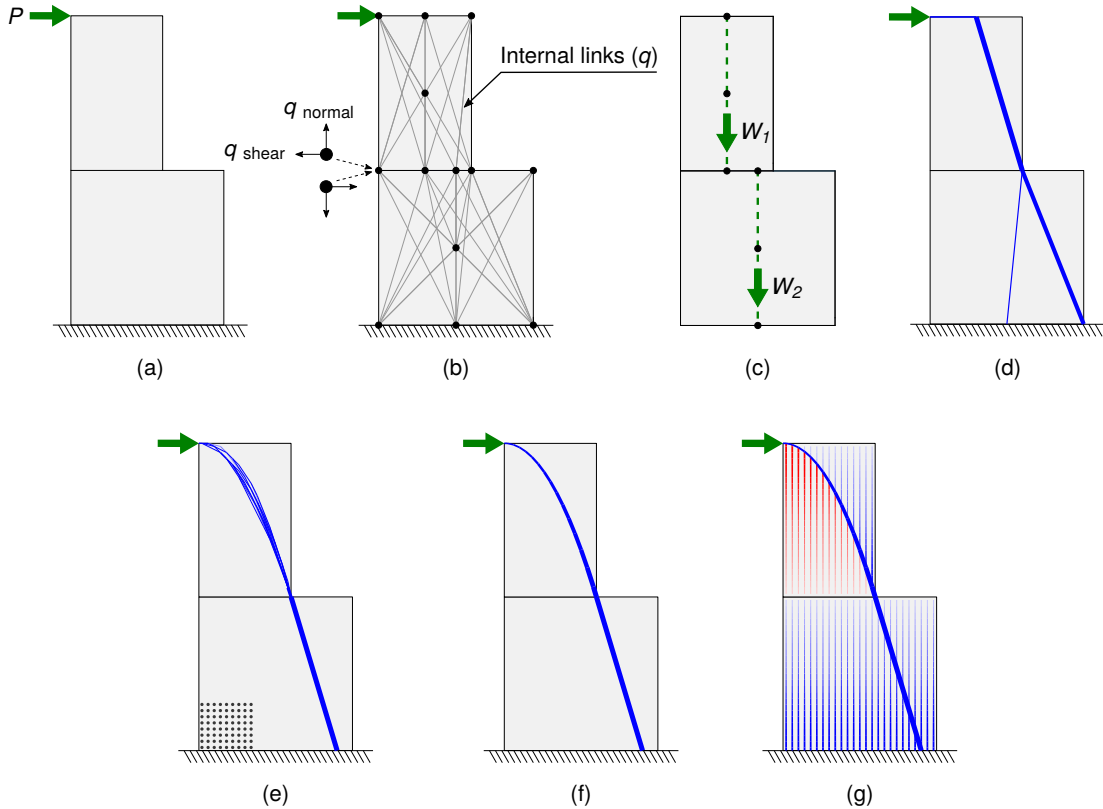 P
Internal links (q)
q normal
q shear
W1
W2
(a)
(b)
(c)
(d)
(e)
(f)
(g)